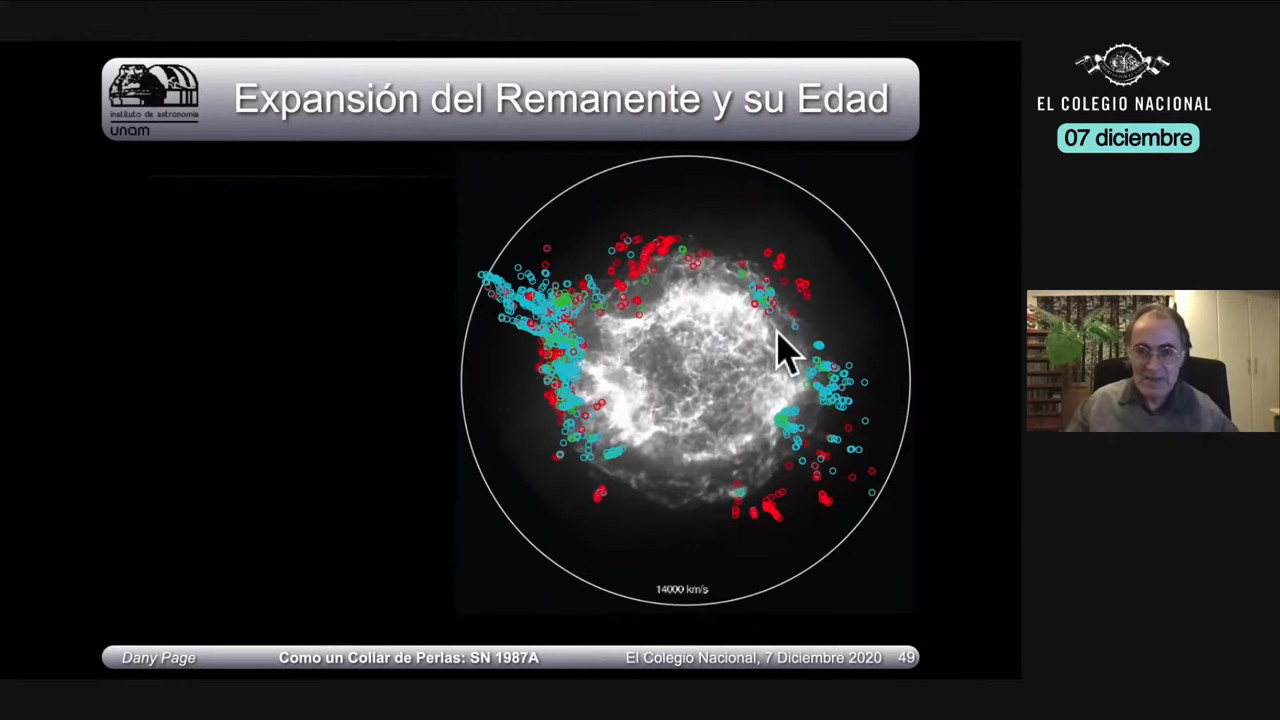 instituto de astronomía
unam
Expansión del Remanente y su Edad
EL COLEGIO NACIONAL
07 diciembre
14000 km/s
Dany Page
Como un Collar de Perlas: SN 1987A
El Colegio Nacional, 7 Diciembre 2020
49